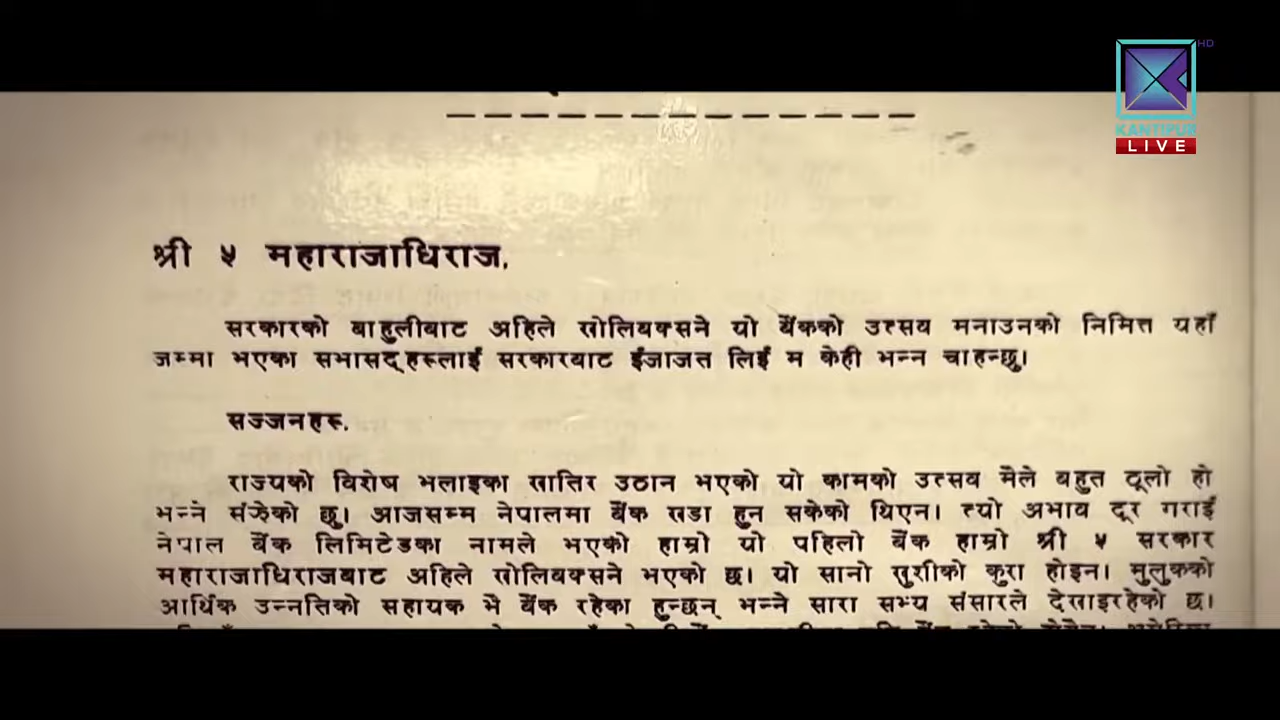 HD
KANTIPUR
LIVE
श्री ५ महाराजाधिराज,
सरकारको बाहुलीबाट अहिले खोलिबक्सने यो बैंकको उत्सव मनाउनको निमित्त यहाँ
जम्मा भएका सभासद्हरूलाई सरकारबाट ईजाजत लिई म केही भन्न चाहन्छु।
सज्जनहरू,
राज्यको विशेष भलाइका खातिर उठान भएको यो कामको उत्सव मैले बहुत ठूलो हो
भन्ने संझेको छु। आजसम्म नेपालमा बैंक खडा हुन सकेको थिएन। त्यो अभाव दूर गराई
नेपाल बैंक लिमिटेडका नामले भएको हाम्रो यो पहिलो बैंक हाम्रो श्री ५ सरकार
महाराजाधिराजबाट अहिले खोलिबक्सने भएको छ। यो सानो खुशीको कुरा होइन। मुलुकको
आर्थिक उन्नतिको सहायक भै बैंक रहेका हुन्छन् भन्ने सारा सभ्य संसारले देखाइरहेको छ।